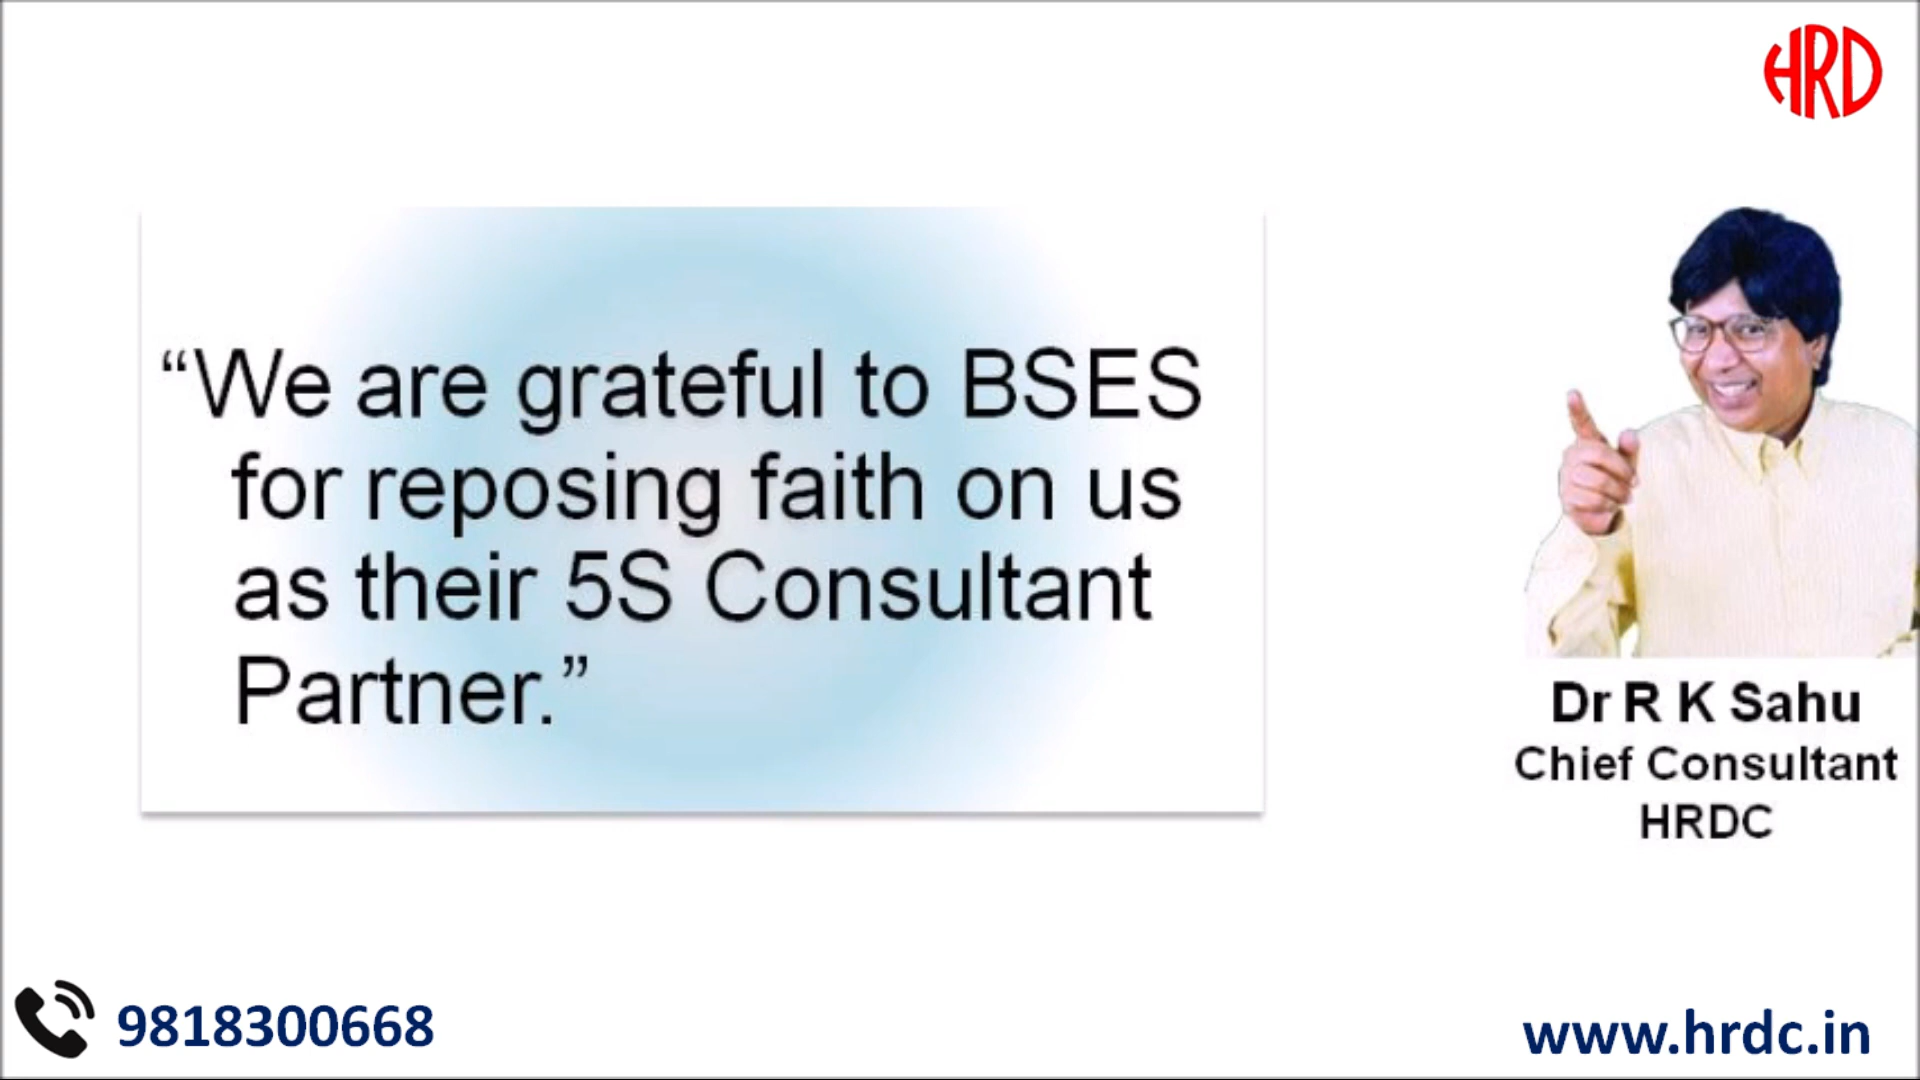 HRD
“We are grateful to BSES
for reposing faith on us
as their 5S Consultant
Partner.”
Dr R K Sahu
Chief Consultant
HRDC
9818300668
www.hrdc.in